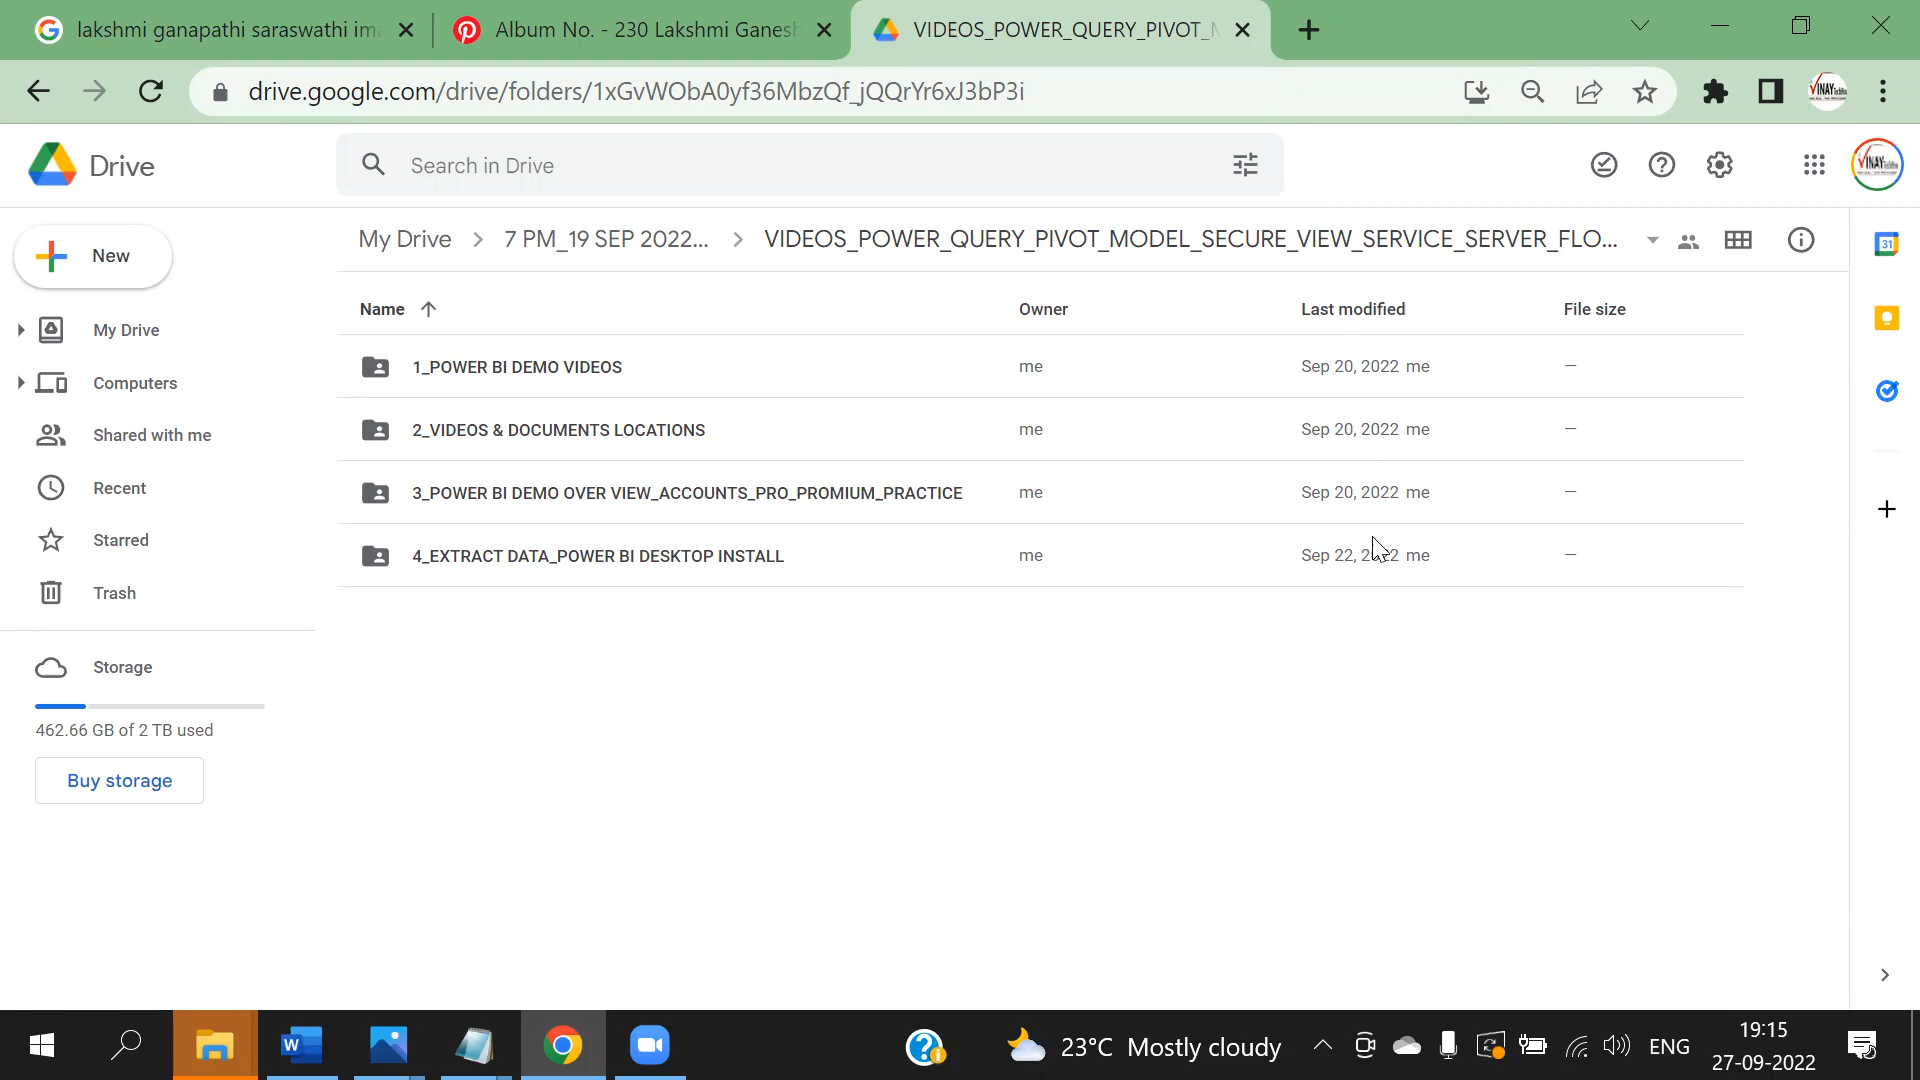 lakshmi ganapathi saraswathi im
Album No. - 230 Lakshmi Ganesh
VIDEOS_POWER_QUERY_PIVOT_M
drive.google.com/drive/folders/1xGvWObA0yf36MbzQf_jQQrYr6xJ3bP3i
Drive
Search in Drive
New
My Drive
Computers
Shared with me
Recent
Starred
Trash
Storage
462.66 GB of 2 TB used
Buy storage
My Drive > 7 PM_19 SEP 2022... > VIDEOS_POWER_QUERY_PIVOT_MODEL_SECURE_VIEW_SERVICE_SERVER_FLO...
Name Owner Last modified File size
1_POWER BI DEMO VIDEOS me Sep 20, 2022 me —
2_VIDEOS & DOCUMENTS LOCATIONS me Sep 20, 2022 me —
3_POWER BI DEMO OVER VIEW_ACCOUNTS_PRO_PROMIUM_PRACTICE me Sep 20, 2022 me —
4_EXTRACT DATA_POWER BI DESKTOP INSTALL me Sep 22, 2022 me —
31
23°C Mostly cloudy
ENG
19:15
27-09-2022